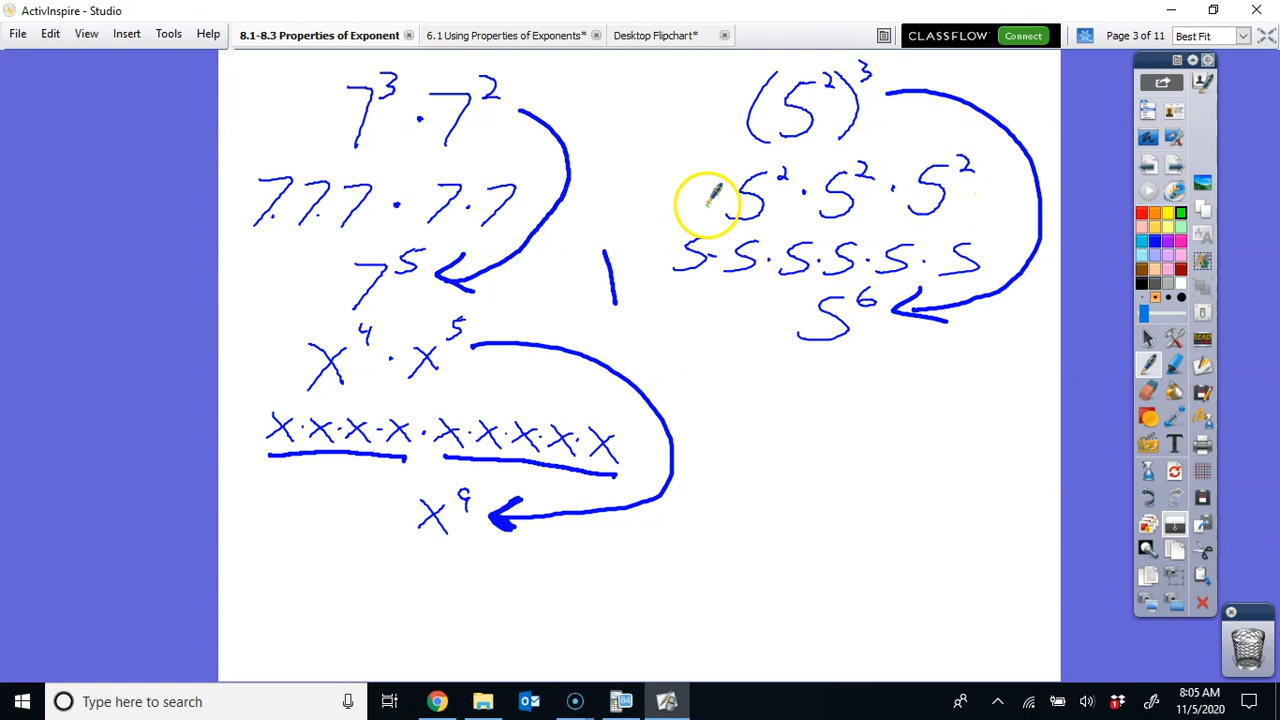 ActivInspire - Studio
File Edit View Insert Tools Help
8.1-8.3 Properties of Exponent
6.1 Using Properties of Exponents*
Desktop Flipchart*
CLASSFLOW Connect
Page 3 of 11
Best Fit
7³ · 7²
7.7.7 · 7.7
7⁵
x⁴ · x⁵
x·x·x·x · x·x·x·x·x
x⁹
(5²)³
5² · 5² · 5²
5·5·5·5·5·5
5⁶
Type here to search
8:05 AM
11/5/2020